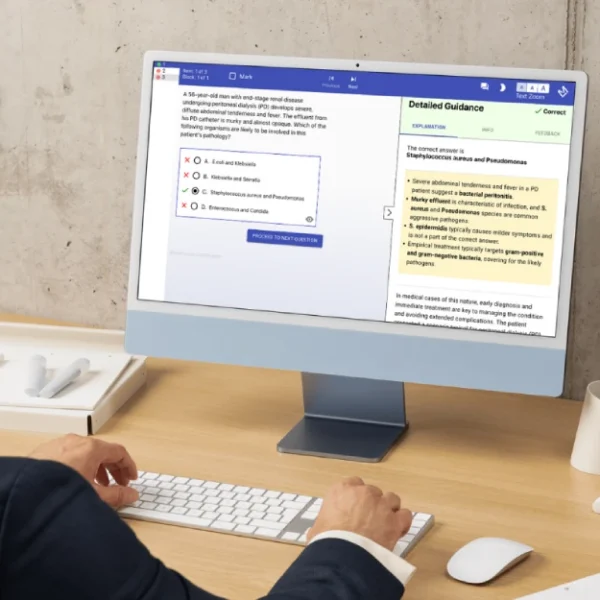 Item: 1 of 3
Block: 1 of 1
Mark
Previous
Next
A A A
Text Zoom
A 56-year-old man with end-stage renal disease
undergoing peritoneal dialysis (PD) develops severe,
diffuse abdominal tenderness and fever. The effluent from
his PD catheter is murky and almost opaque. Which of the
following organisms are likely to be involved in this
patient's pathology?
A. E.coli and Klebsiella
B. Klebsiella and Serratia
C. Staphylococcus aureus and Pseudomonas
D. Enterococcus and Candida
PROCEED TO NEXT QUESTION
Detailed Guidance
Correct
EXPLANATION
FEEDBACK
The correct answer is
Staphylococcus aureus and Pseudomonas
• Severe abdominal tenderness and fever in a PD
patient suggest a bacterial peritonitis.
• Murky effluent is characteristic of infection, and S.
aureus and Pseudomonas species are common
aggressive pathogens.
• S. epidermidis typically causes milder symptoms and
is not a part of the correct answer.
• Empirical treatment typically targets gram-positive
and gram-negative bacteria, covering for the likely
pathogens.
In medical cases of this nature, early diagnosis and
immediate treatment are key to managing the condition
and avoiding extended complications. The patient